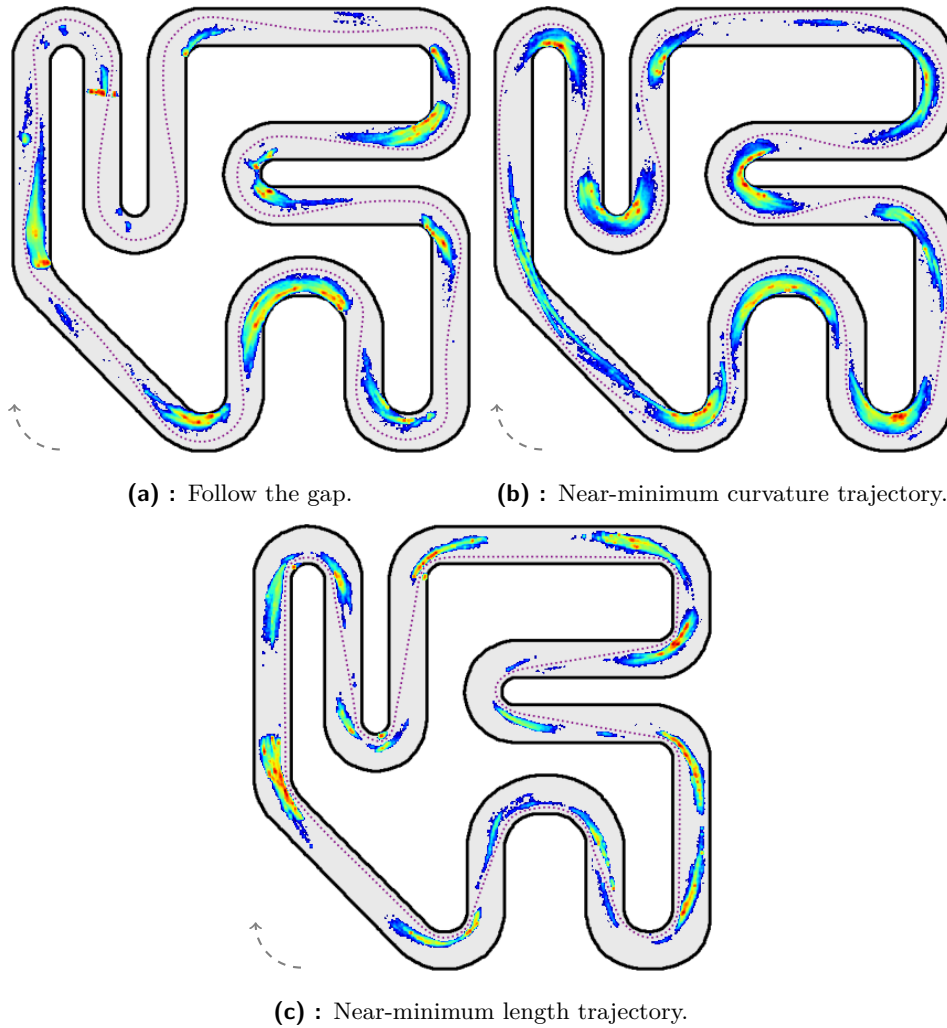 (a) : Follow the gap.
(b) : Near-minimum curvature trajectory.
(c) : Near-minimum length trajectory.